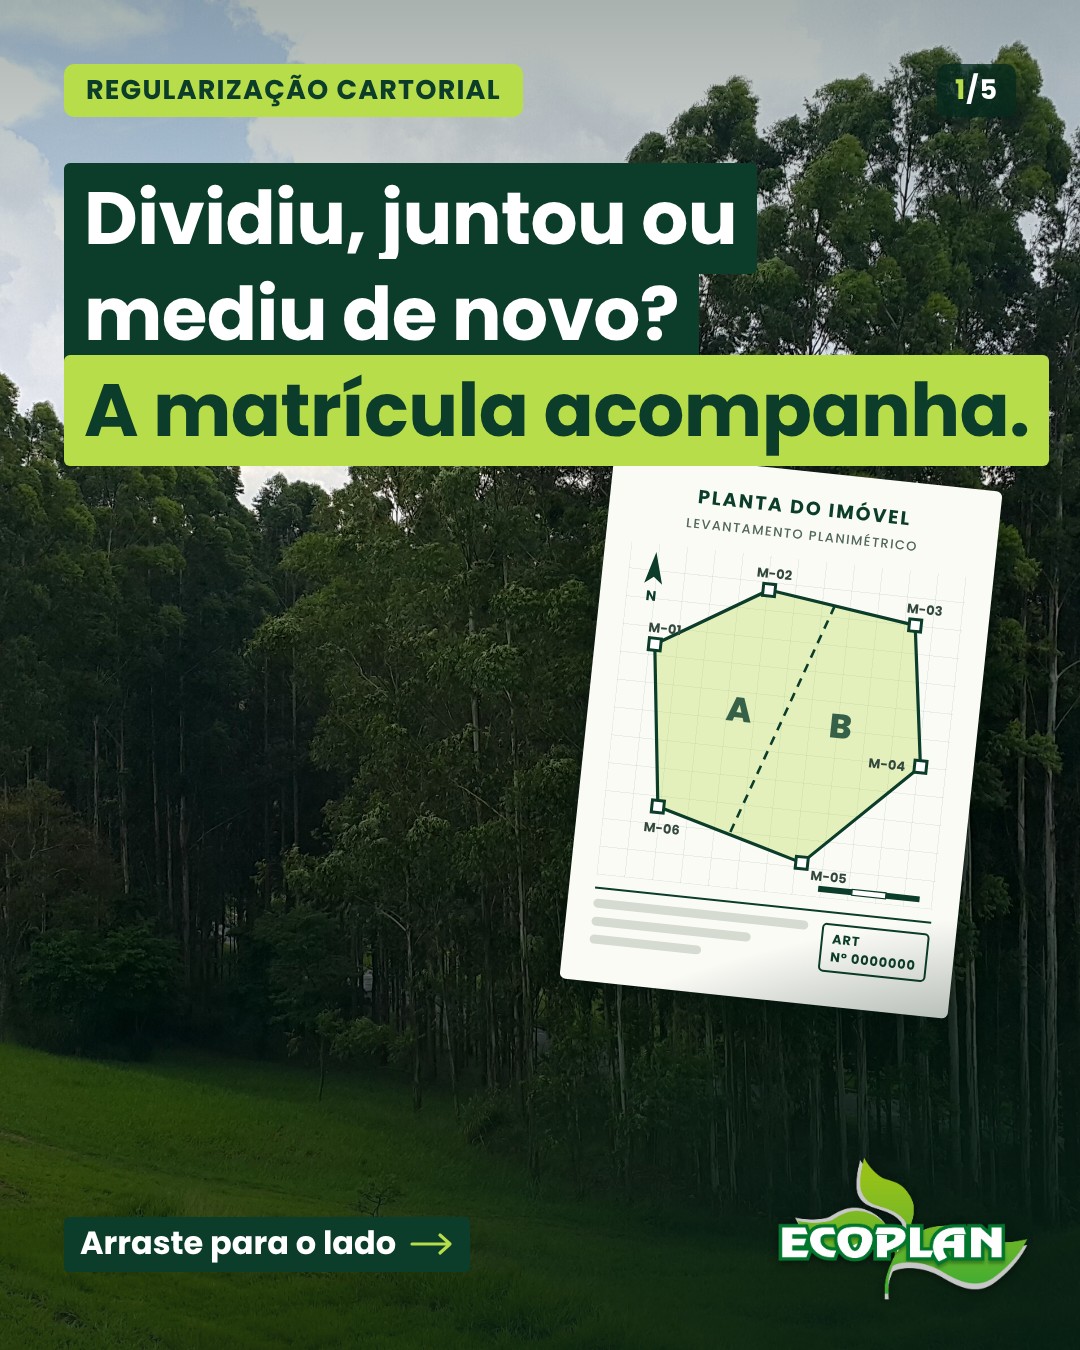 REGULARIZAÇÃO CARTORIAL
1/5
Dividiu, juntou ou
mediu de novo?
A matrícula acompanha.
PLANTA DO IMÓVEL
LEVANTAMENTO PLANIMÉTRICO
N
M-01
M-02
M-03
A
B
M-04
M-06
M-05
ART
Nº 0000000
Arraste para o lado
ECOPLAN